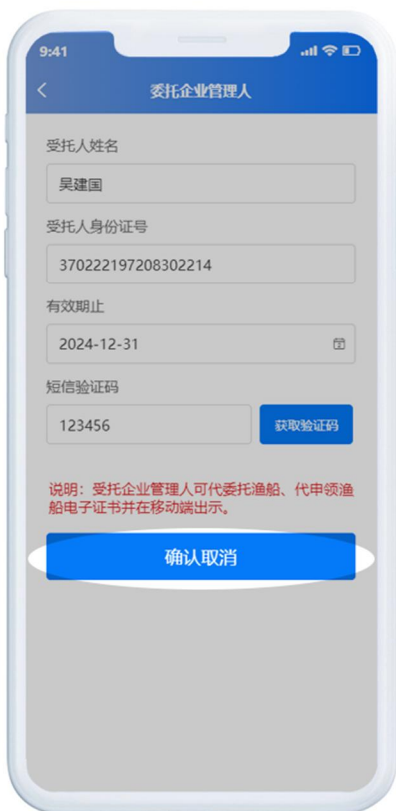 9:41
委托企业管理人
受托人姓名
吴建国
受托人身份证号
370222197208302214
有效期止
2024-12-31
短信验证码
123456
获取验证码
说明：受托企业管理人可代委托渔船、代申领渔
船电子证书并在移动端出示。
确认取消